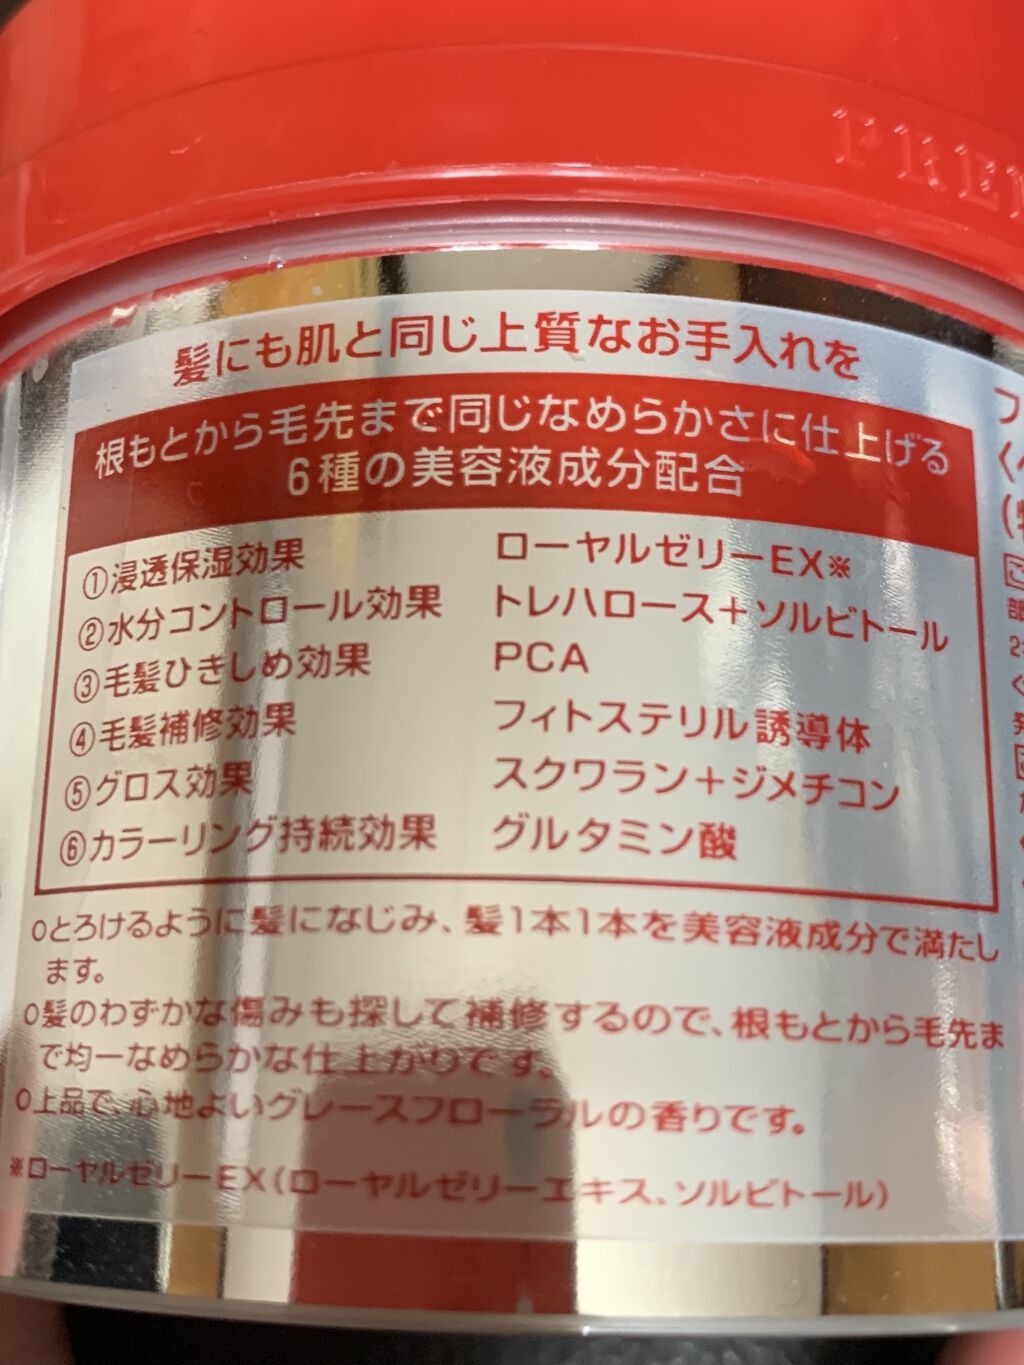 PREM
髪にも肌と同じ上質なお手入れを
根もとから毛先まで同じなめらかさに仕上げる
6種の美容液成分配合
①浸透保湿効果 ローヤルゼリーEX※
②水分コントロール効果 トレハロース+ソルビトール
③毛髪ひきしめ効果 PCA
④毛髪補修効果 フィトステリル誘導体
⑤グロス効果 スクワラン+ジメチコン
⑥カラーリング持続効果 グルタミン酸
○とろけるように髪になじみ、髪1本1本を美容液成分で満たし
ます。
○髪のわずかな傷みも探して補修するので、根もとから毛先ま
で均一なめらかな仕上がりです。
○上品で、心地よいグレースフローラルの香りです。
※ローヤルゼリーEX(ローヤルゼリーエキス、ソルビトール)